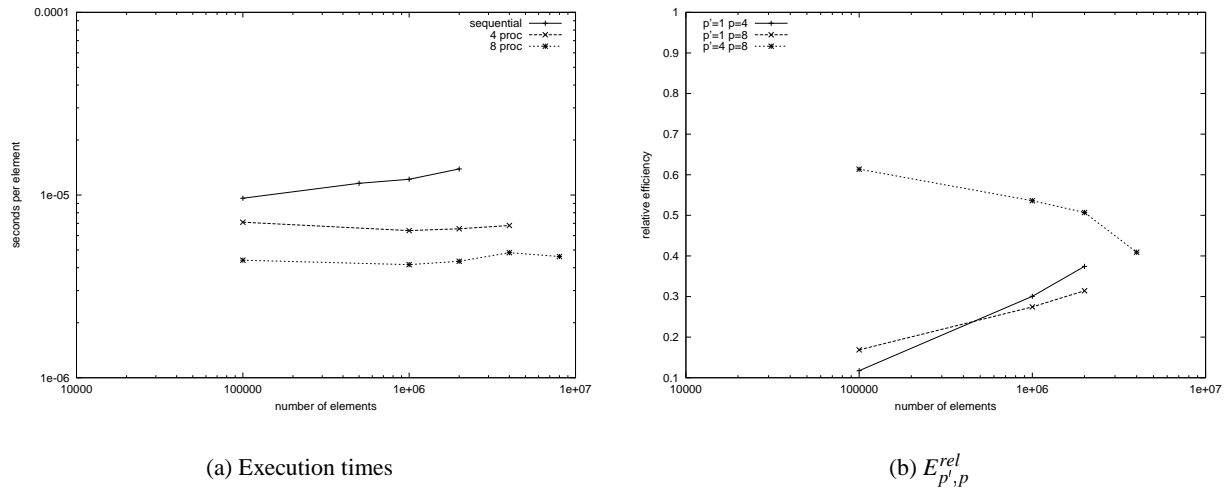 0.0001
1e-05
1e-06
10000
100000
1e+06
1e+07
seconds per element
number of elements
sequential
4 proc
8 proc
(a) Execution times
1
0.9
0.8
0.7
0.6
0.5
0.4
0.3
0.2
0.1
10000
100000
1e+06
1e+07
relative efficiency
number of elements
p'=1 p=4
p'=1 p=8
p'=4 p=8
(b) E^{rel}_{p',p}